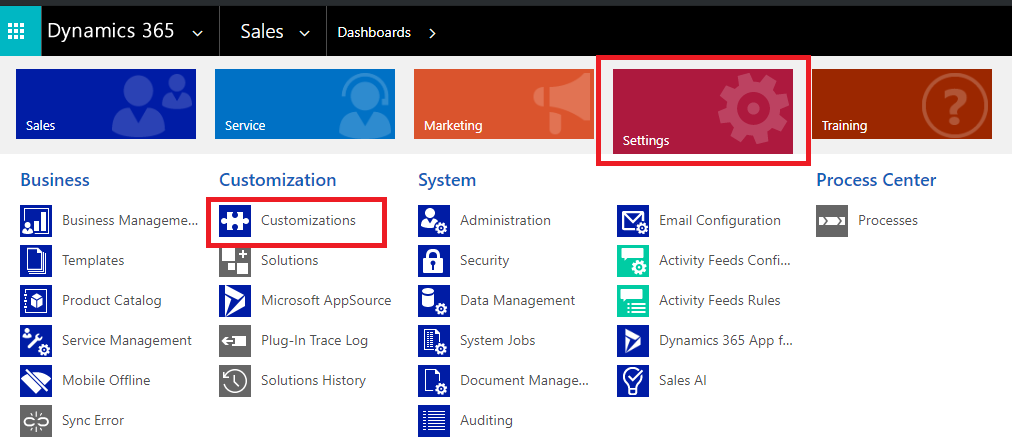 Dynamics 365 Sales Dashboards
Sales Service Marketing Settings Training
Business Customization System Process Center
Business Manageme... Customizations Administration Email Configuration Processes
Templates Solutions Security Activity Feeds Confi...
Product Catalog Microsoft AppSource Data Management Activity Feeds Rules
Service Management Plug-In Trace Log System Jobs Dynamics 365 App f...
Mobile Offline Solutions History Document Manage... Sales AI
Sync Error Auditing